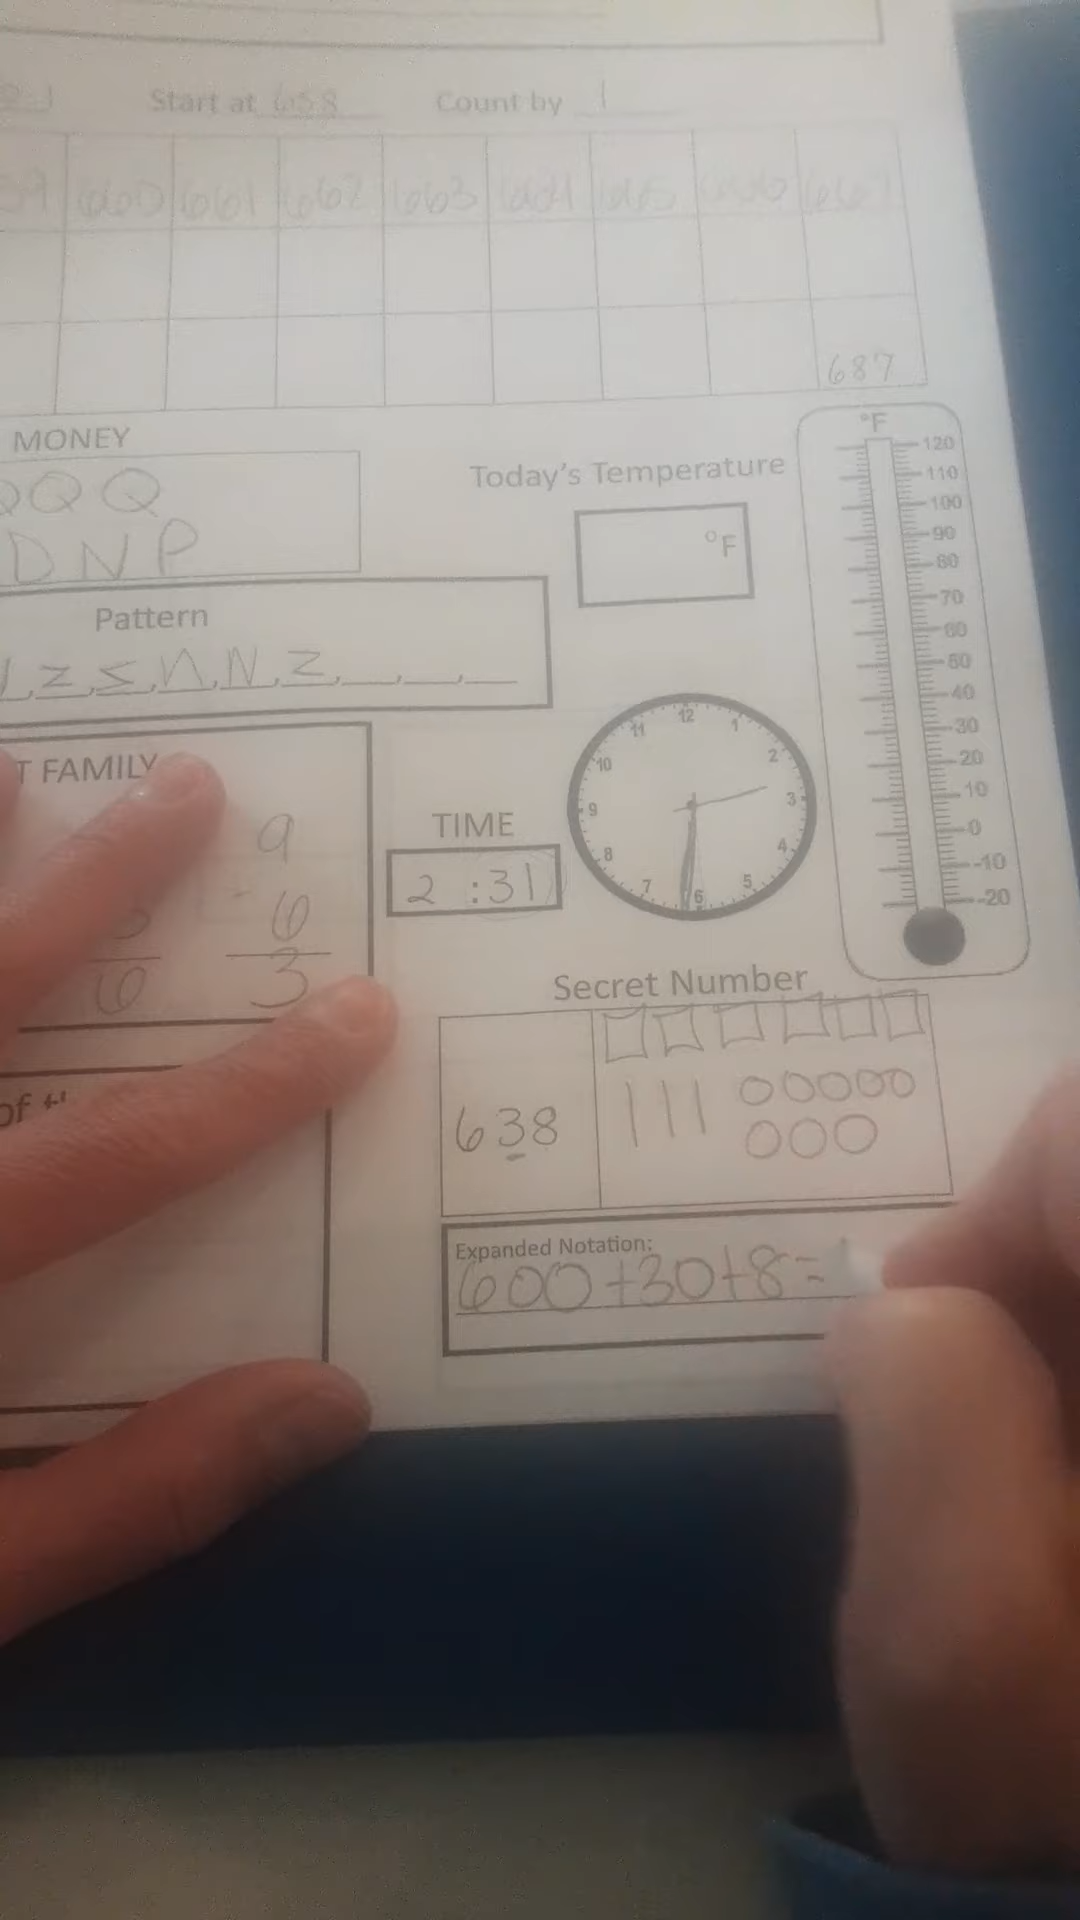 Start at 658 Count by 1
59 660 661 662 663 664 665 666 667
687
MONEY
Q Q Q
D N P
Today's Temperature
°F
°F
120
110
100
90
80
70
60
50
40
30
20
10
0
-10
-20
Pattern
T FAMILY
9
- 6
3
6
TIME
2 :31
12 1 2 3 4 5 6 7 8 9 10 11
Secret Number
638
Expanded Notation:
600+30+8=